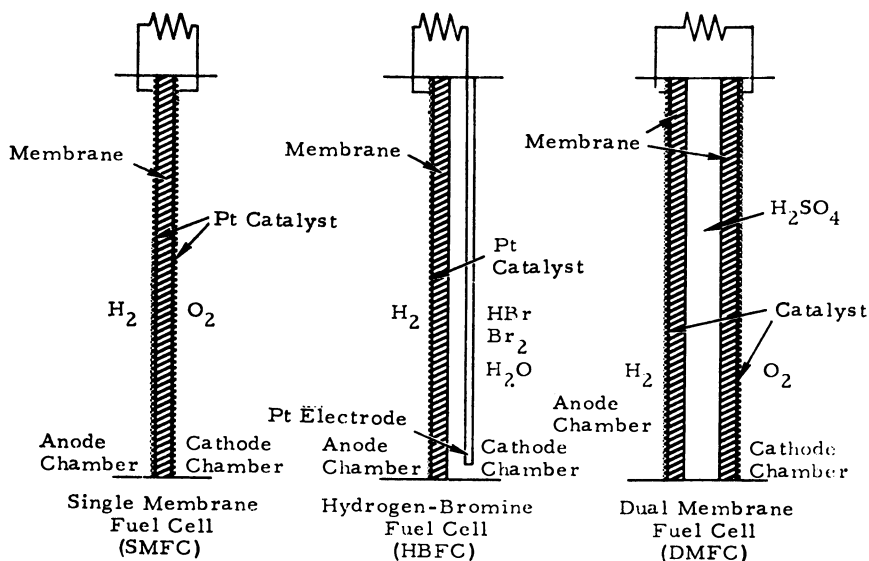 Membrane
Pt Catalyst
H2
O2
Anode
Chamber
Cathode
Chamber
Single Membrane
Fuel Cell
(SMFC)
Membrane
Pt
Catalyst
H2
HBr
Br2
H2O
Pt Electrode
Anode
Chamber
Cathode
Chamber
Hydrogen-Bromine
Fuel Cell
(HBFC)
Membrane
H2SO4
Catalyst
H2
O2
Anode
Chamber
Cathode
Chamber
Dual Membrane
Fuel Cell
(DMFC)